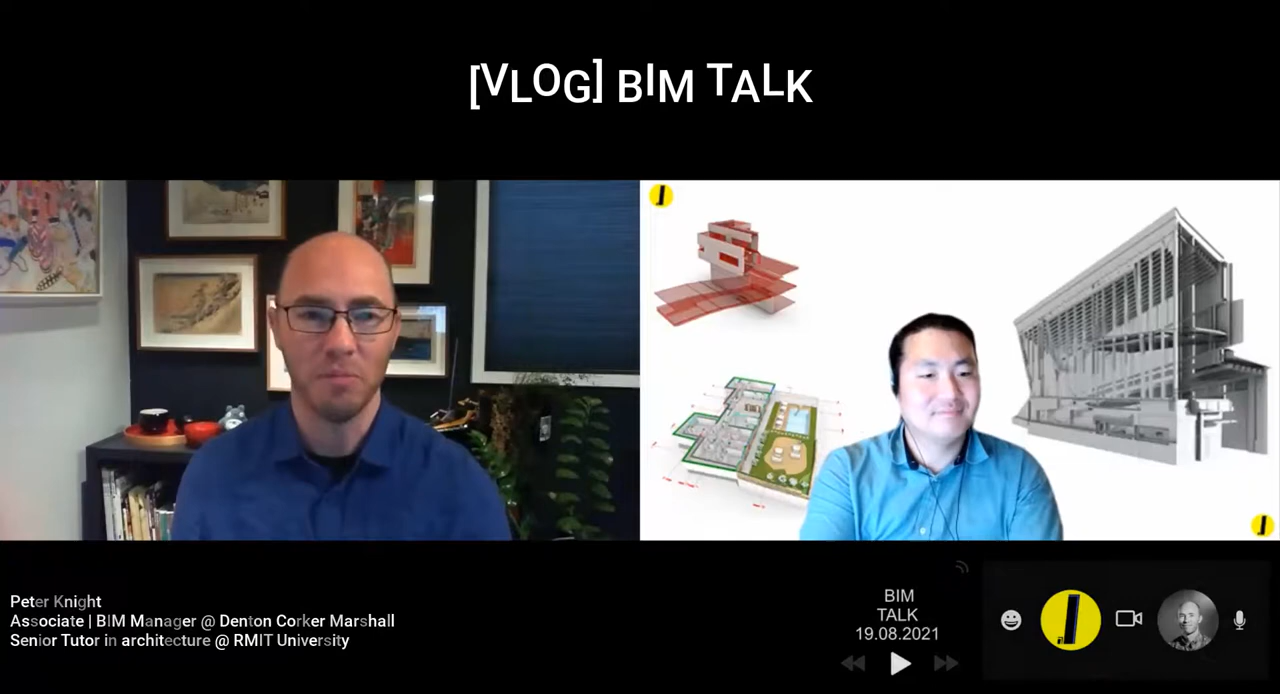 [VLOG] BIM TALK
Peter Knight
Associate | BIM Manager @ Denton Corker Marshall
Senior Tutor in architecture @ RMIT University
BIM
TALK
19.08.2021